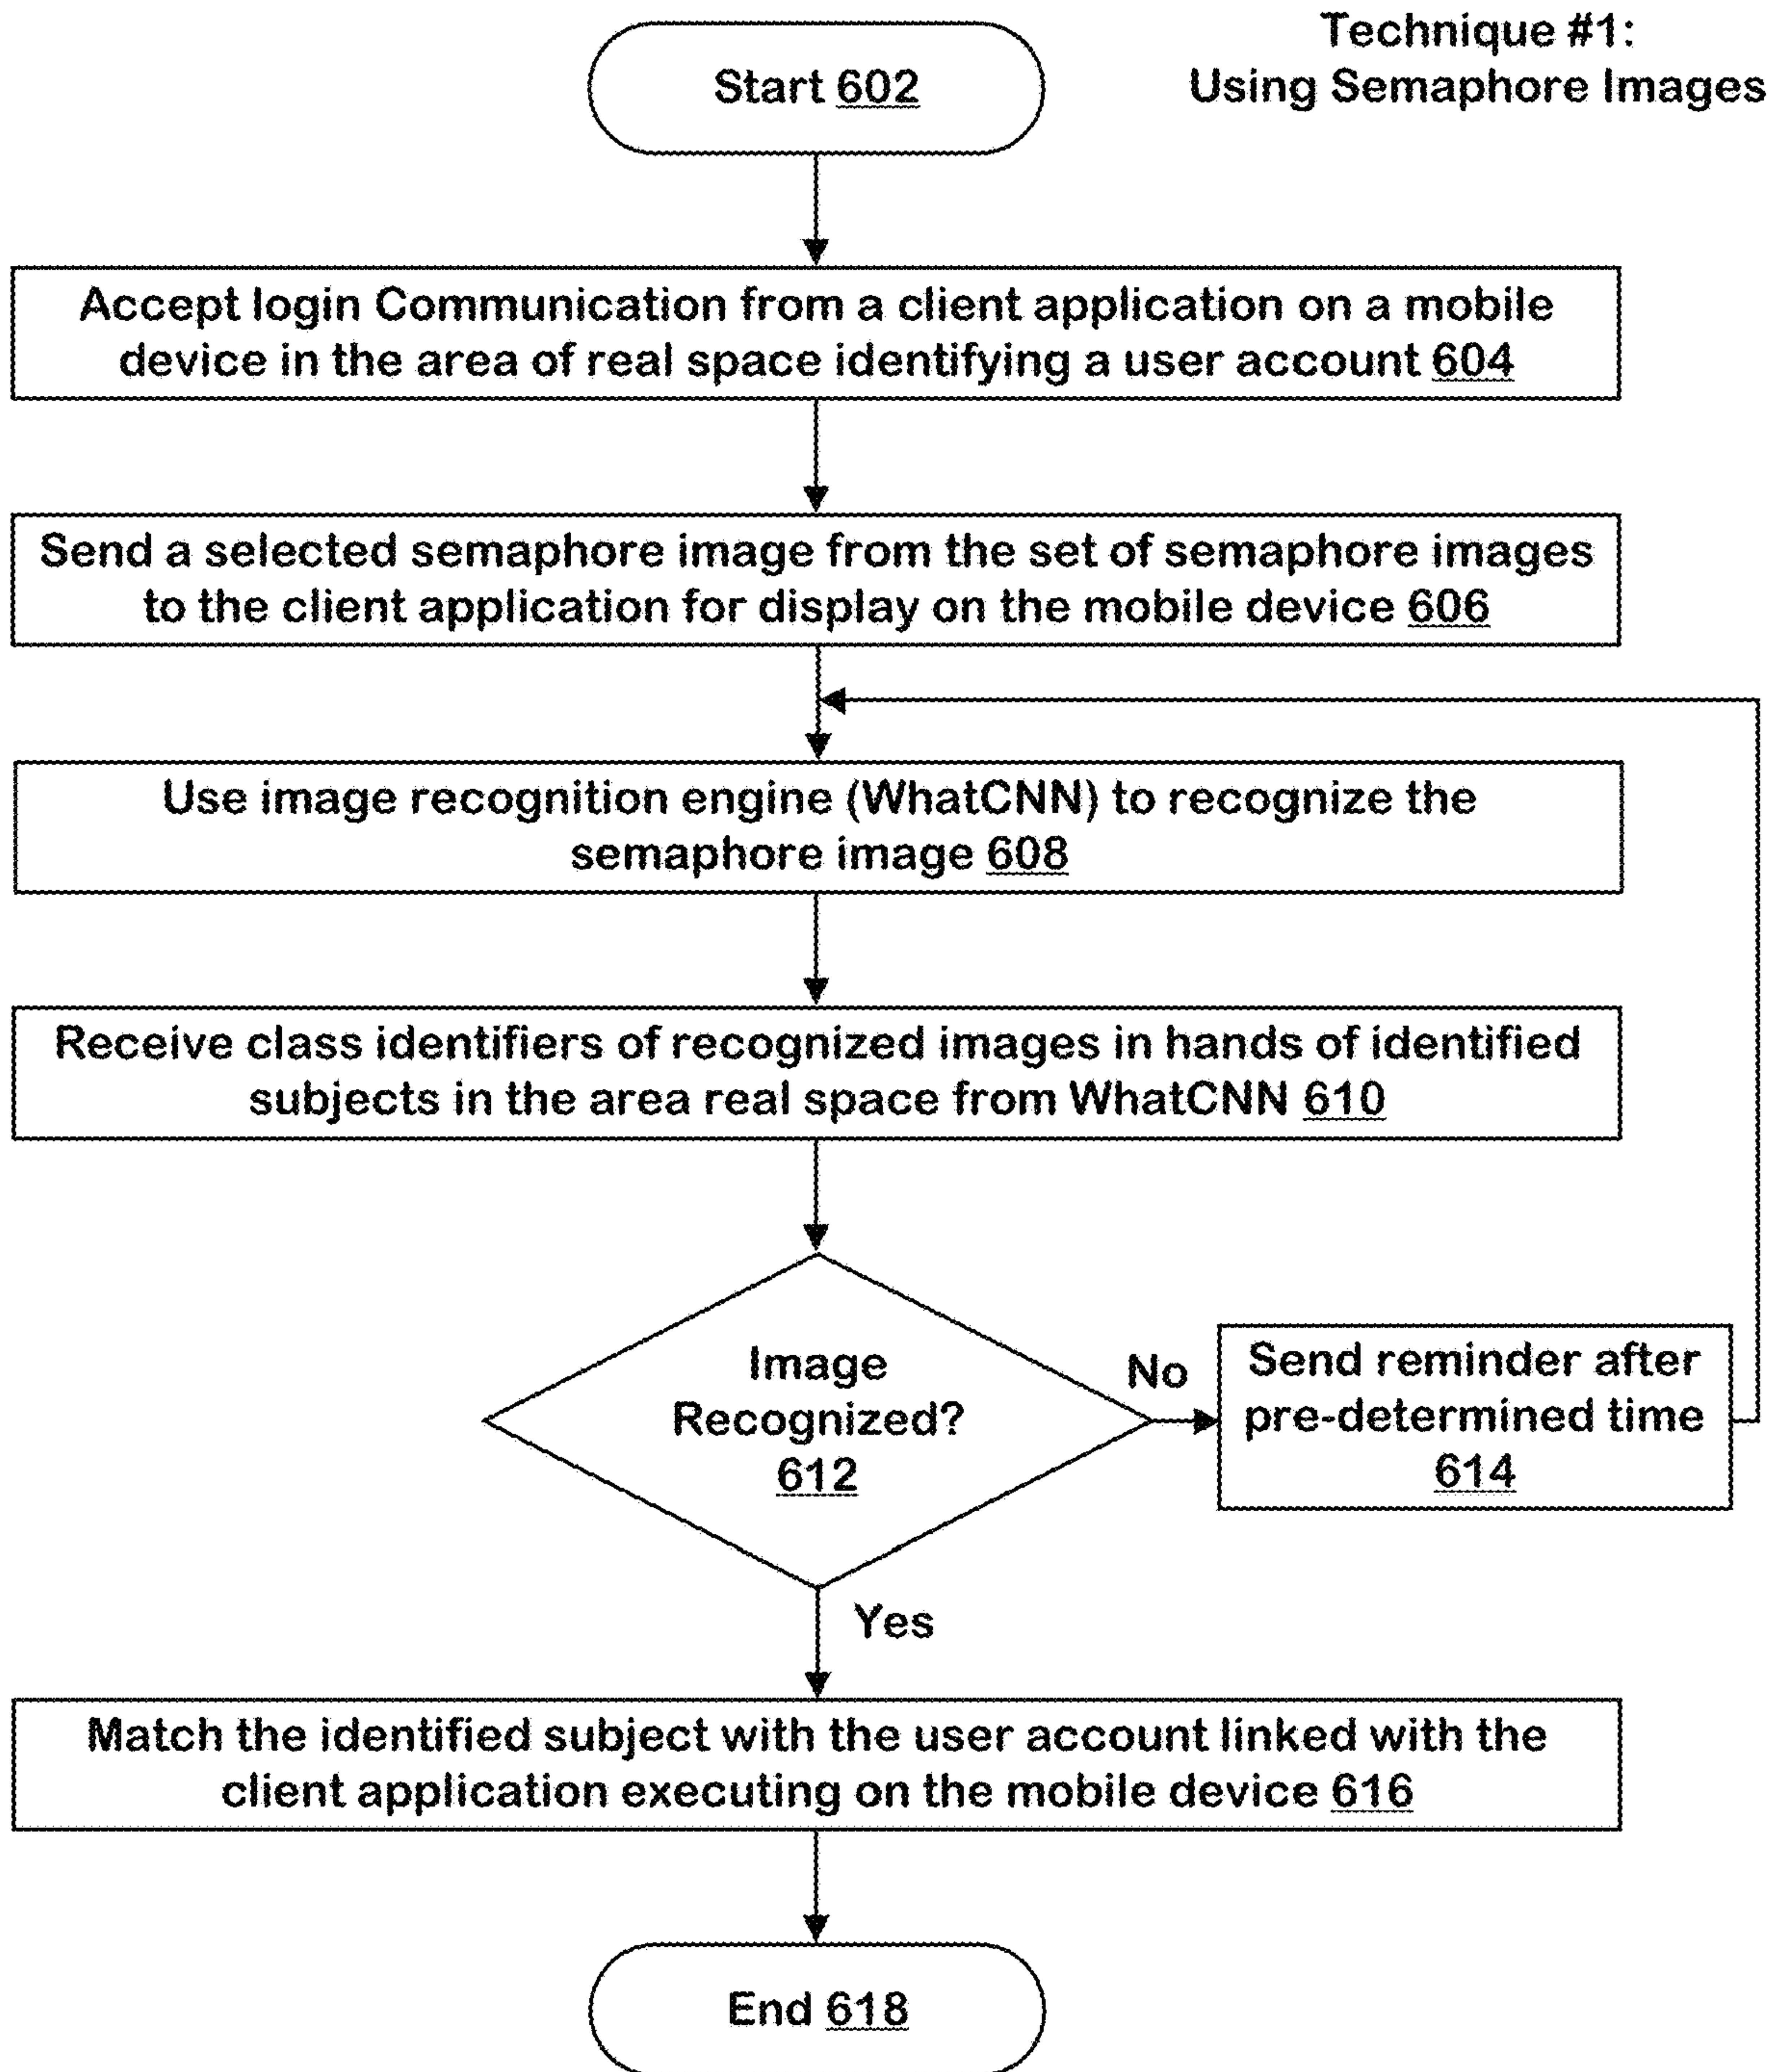 Technique #1:
Using Semaphore Images
Start 602
Accept login Communication from a client application on a mobile
device in the area of real space identifying a user account 604
Send a selected semaphore image from the set of semaphore images
to the client application for display on the mobile device 606
Use image recognition engine (WhatCNN) to recognize the
semaphore image 608
Receive class identifiers of recognized images in hands of identified
subjects in the area real space from WhatCNN 610
Image
Recognized?
612
No
Send reminder after
pre-determined time
614
Yes
Match the identified subject with the user account linked with the
client application executing on the mobile device 616
End 618